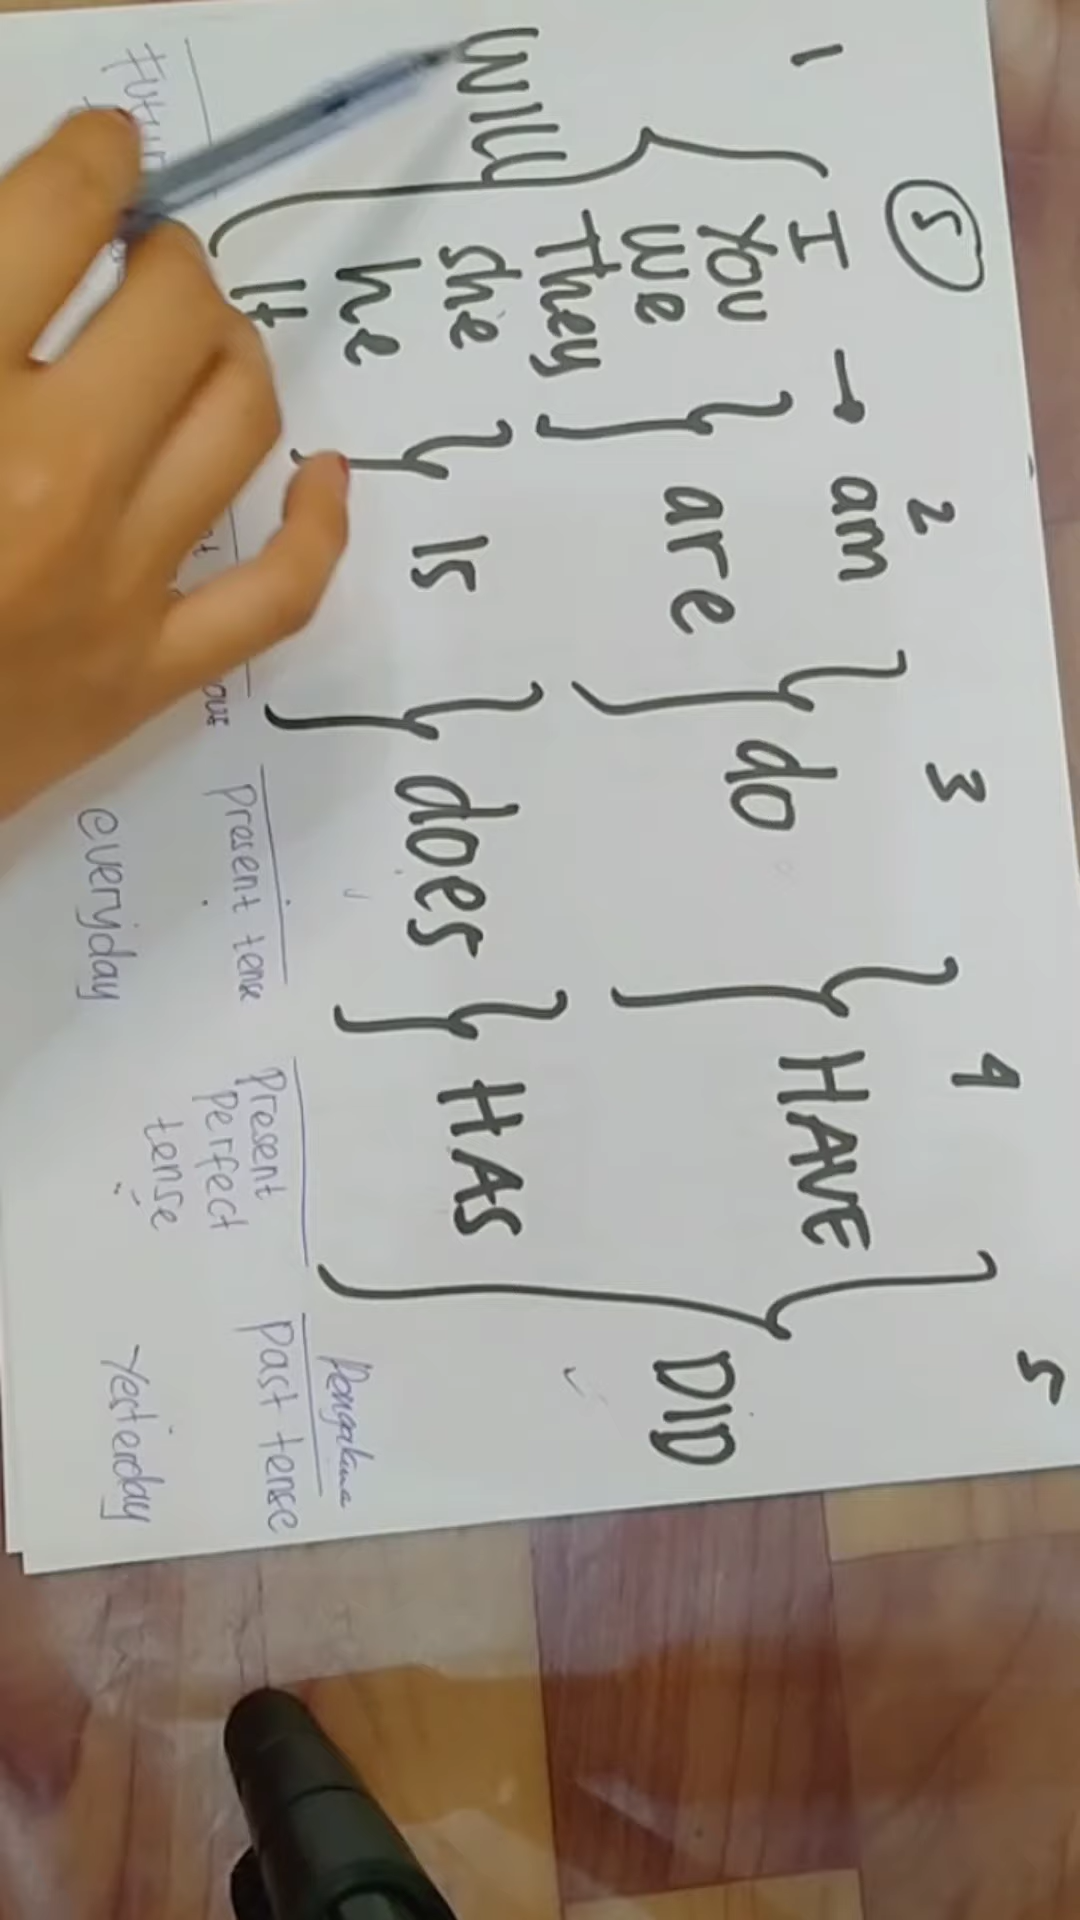 5
1 2 3 4 5
WILL
I → am
You
We
They
are
she
he
It
Is
do
does
HAVE
HAS
DID
Present tense
everyday
Present
perfect
tense
Past tense
Yesterday